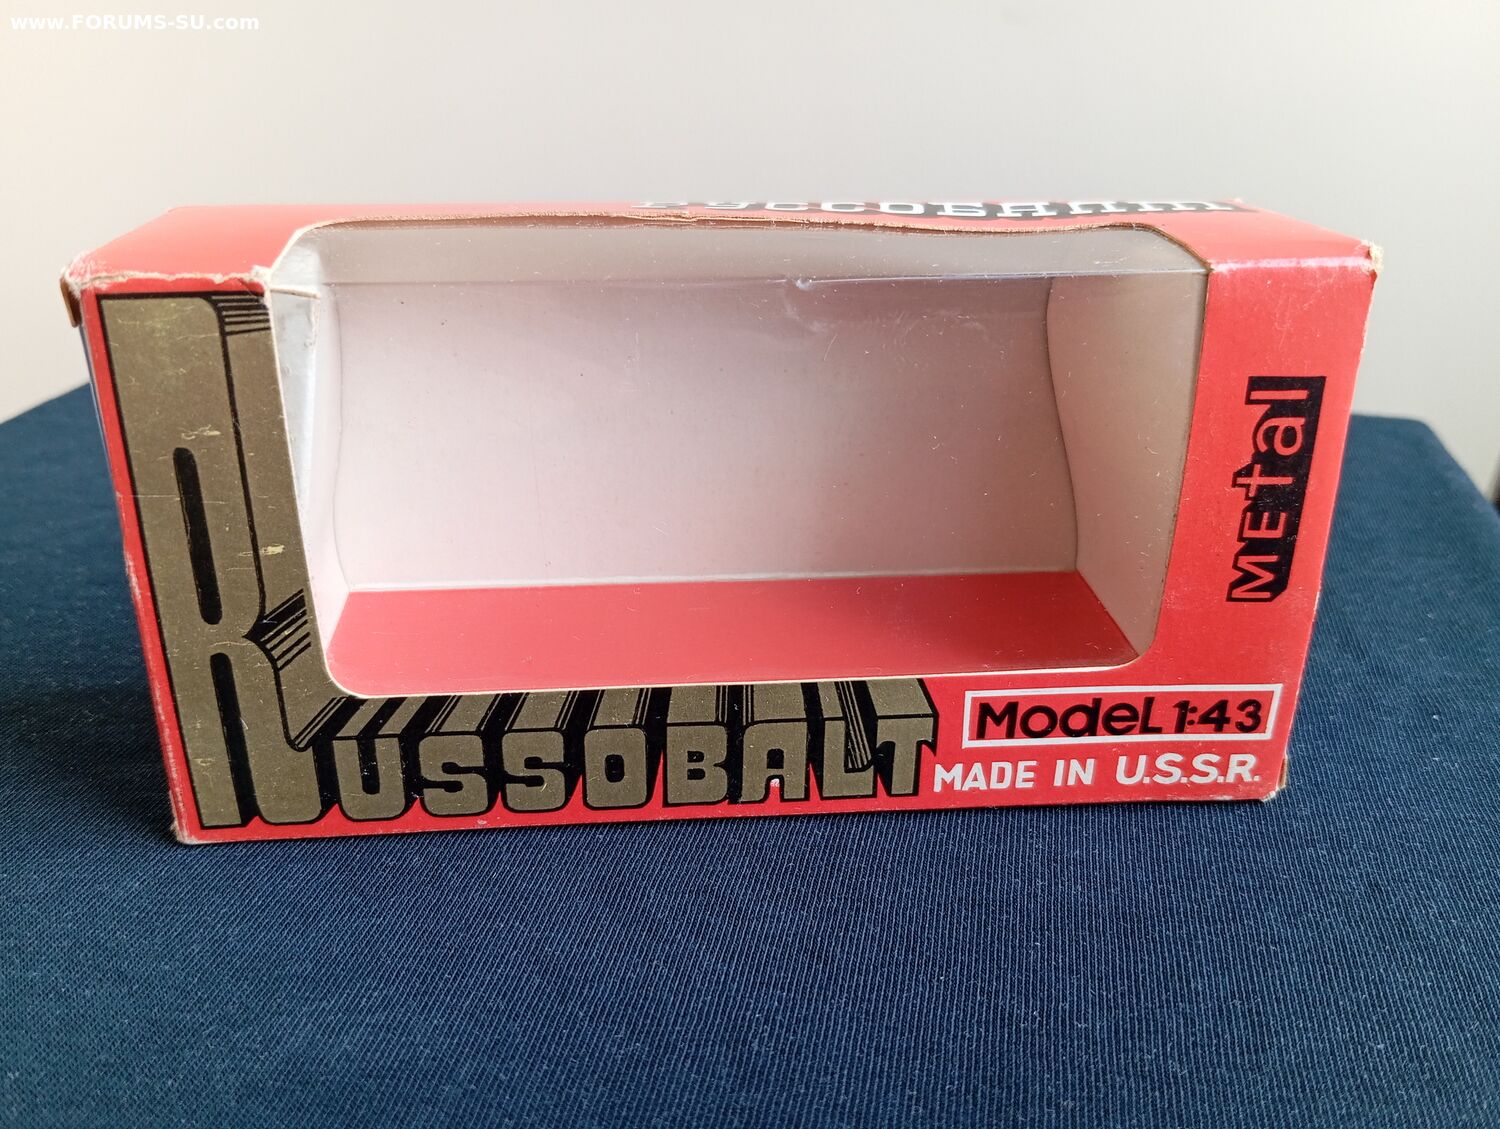 www.FORUMS-SU.com
RUSSOBALT
METal
MODEL 1:43
MADE IN U.S.S.R.